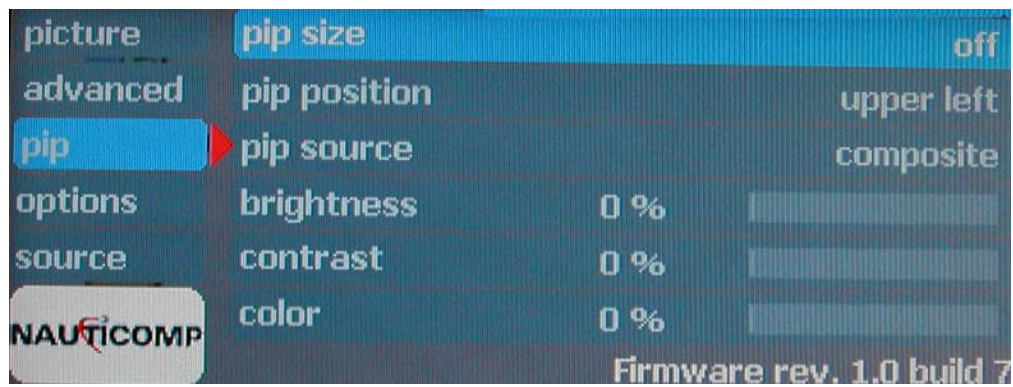 picture
advanced
pip
options
source
NAUTICOMP
pip size off
pip position upper left
pip source composite
brightness 0 %
contrast 0 %
color 0 %
Firmware rev. 1.0 build 7